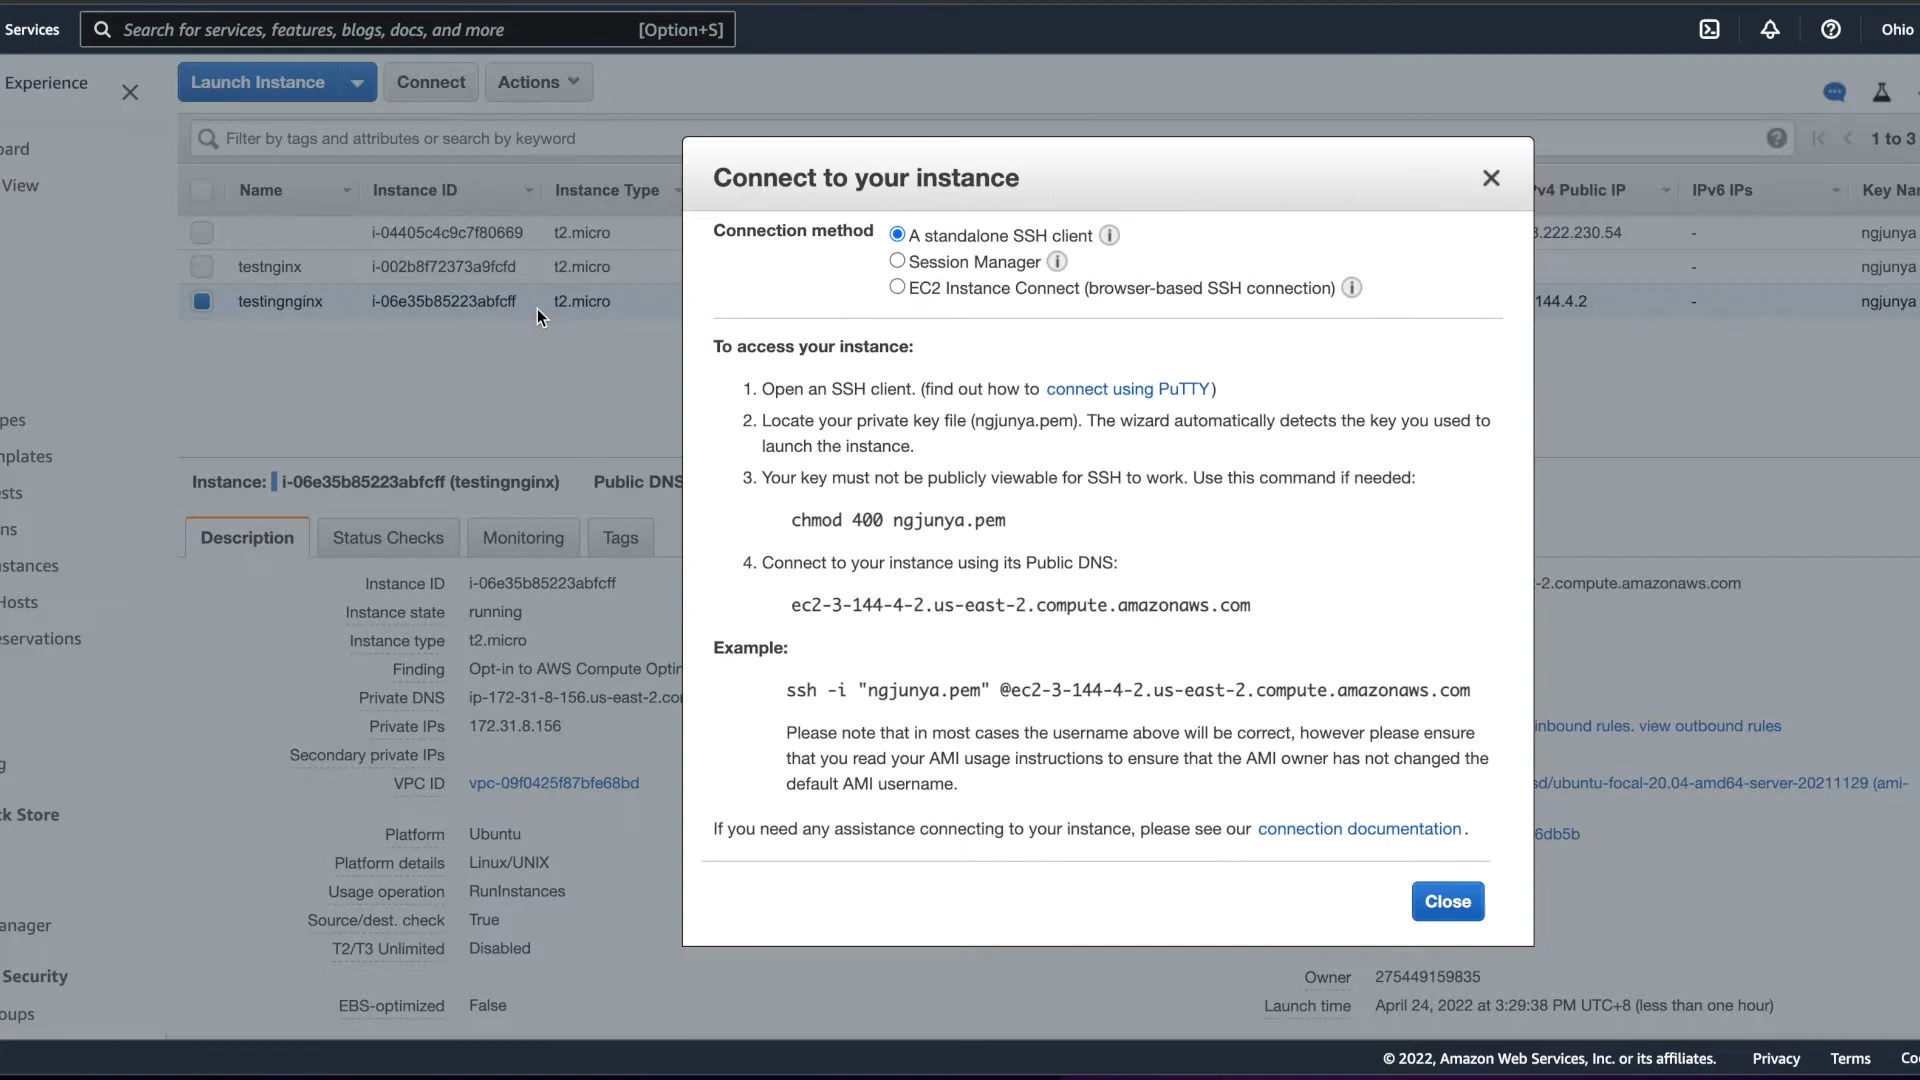 Services
Search for services, features, blogs, docs, and more [Option+S]
Ohio
Experience
Launch Instance Connect Actions
Filter by tags and attributes or search by keyword
1 to 3
oard
View
Name Instance ID Instance Type
v4 Public IP IPv6 IPs Key Nam
i-04405c4c9c7f80669 t2.micro
3.222.230.54 - ngjunya
testnginx i-002b8f72373a9fcfd t2.micro
- ngjunya
testingnginx i-06e35b85223abfcff t2.micro
144.4.2 - ngjunya
Connect to your instance
Connection method
A standalone SSH client
Session Manager
EC2 Instance Connect (browser-based SSH connection)
To access your instance:
1. Open an SSH client. (find out how to connect using PuTTY)
2. Locate your private key file (ngjunya.pem). The wizard automatically detects the key you used to
launch the instance.
3. Your key must not be publicly viewable for SSH to work. Use this command if needed:
chmod 400 ngjunya.pem
4. Connect to your instance using its Public DNS:
ec2-3-144-4-2.us-east-2.compute.amazonaws.com
Example:
ssh -i "ngjunya.pem" @ec2-3-144-4-2.us-east-2.compute.amazonaws.com
Please note that in most cases the username above will be correct, however please ensure
that you read your AMI usage instructions to ensure that the AMI owner has not changed the
default AMI username.
If you need any assistance connecting to your instance, please see our connection documentation.
Close
pes
mplates
sts
ns
stances
Hosts
eservations
g
ck Store
anager
Security
oups
Instance: i-06e35b85223abfcff (testingnginx) Public DNS
Description Status Checks Monitoring Tags
Instance ID i-06e35b85223abfcff
Instance state running
Instance type t2.micro
Finding Opt-in to AWS Compute Optin
Private DNS ip-172-31-8-156.us-east-2.co
Private IPs 172.31.8.156
Secondary private IPs
VPC ID vpc-09f0425f87bfe68bd
Platform Ubuntu
Platform details Linux/UNIX
Usage operation RunInstances
Source/dest. check True
T2/T3 Unlimited Disabled
EBS-optimized False
-2.compute.amazonaws.com
inbound rules. view outbound rules
sd/ubuntu-focal-20.04-amd64-server-20211129 (ami-
6db5b
Owner 275449159835
Launch time April 24, 2022 at 3:29:38 PM UTC+8 (less than one hour)
© 2022, Amazon Web Services, Inc. or its affiliates. Privacy Terms Co